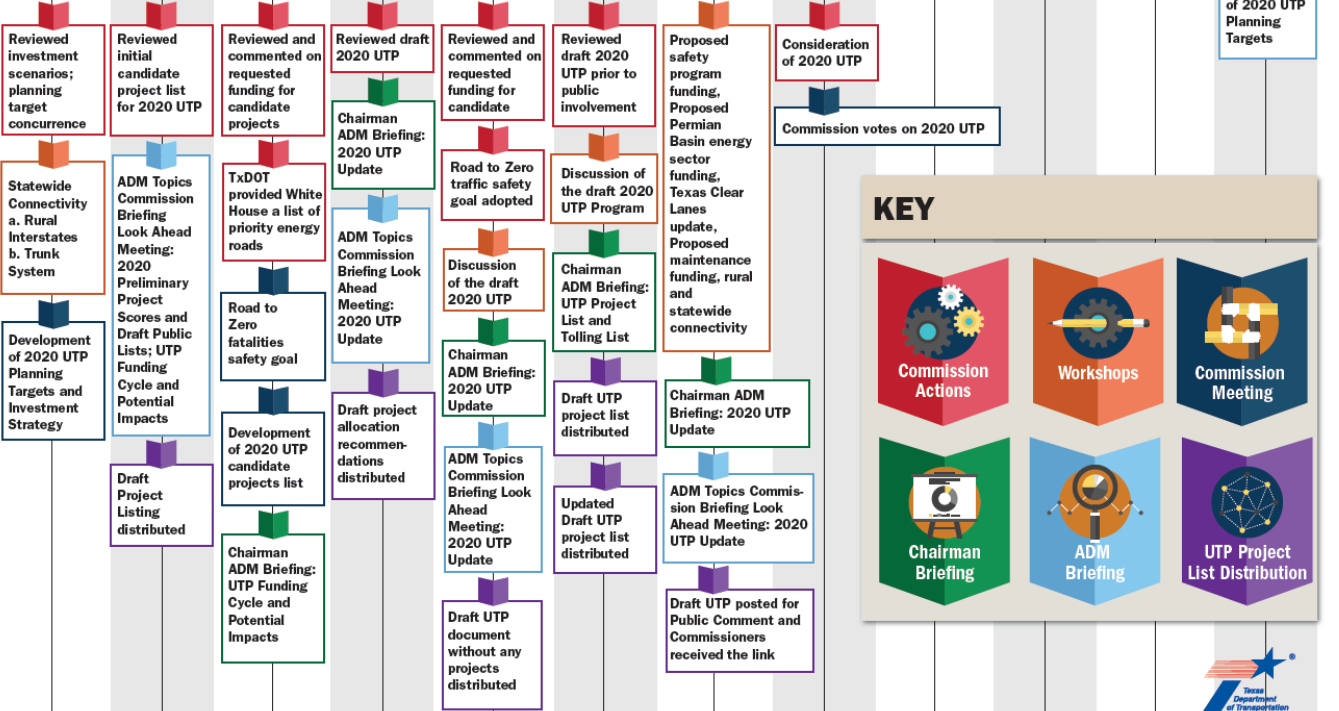 Reviewed
investment
scenarios;
planning
target
concurrence
Statewide
Connectivity
a. Rural
Interstates
b. Trunk
System
Development
of 2020 UTP
Planning
Targets and
Investment
Strategy
Reviewed
initial
candidate
project list
for 2020 UTP
ADM Topics
Commission
Briefing
Look Ahead
Meeting:
2020
Preliminary
Project
Scores and
Draft Public
Lists; UTP
Funding
Cycle and
Potential
Impacts
Draft
Project
Listing
distributed
Reviewed and
commented on
requested
funding for
candidate
projects
TxDOT
provided White
House a list of
priority energy
roads
Road to
Zero
fatalities
safety goal
Development
of 2020 UTP
candidate
projects list
Chairman
ADM Briefing:
UTP Funding
Cycle and
Potential
Impacts
Reviewed draft
2020 UTP
Chairman
ADM Briefing:
2020 UTP
Update
ADM Topics
Commission
Briefing Look
Ahead
Meeting:
2020 UTP
Update
Draft project
allocation
recommen-
dations
distributed
Reviewed and
commented on
requested
funding for
candidate
Road to Zero
traffic safety
goal adopted
Discussion
of the draft
2020 UTP
Chairman
ADM Briefing:
2020 UTP
Update
ADM Topics
Commission
Briefing Look
Ahead
Meeting:
2020 UTP
Update
Draft UTP
document
without any
projects
distributed
Reviewed
draft 2020
UTP prior to
public
involvement
Discussion of
the draft 2020
UTP Program
Chairman
ADM Briefing:
UTP Project
List and
Tolling List
Draft UTP
project list
distributed
Updated
Draft UTP
project list
distributed
Proposed
safety
program
funding,
Proposed
Permian
Basin energy
sector
funding,
Texas Clear
Lanes
update,
Proposed
maintenance
funding, rural
and
statewide
connectivity
Chairman ADM
Briefing: 2020 UTP
Update
ADM Topics Commis-
sion Briefing Look
Ahead Meeting: 2020
UTP Update
Draft UTP posted for
Public Comment and
Commissioners
received the link
Consideration
of 2020 UTP
Commission votes on 2020 UTP
of 2020 UTP
Planning
Targets
KEY
Commission
Actions
Workshops
Commission
Meeting
Chairman
Briefing
ADM
Briefing
UTP Project
List Distribution
®
Texas
Department
of Transportation